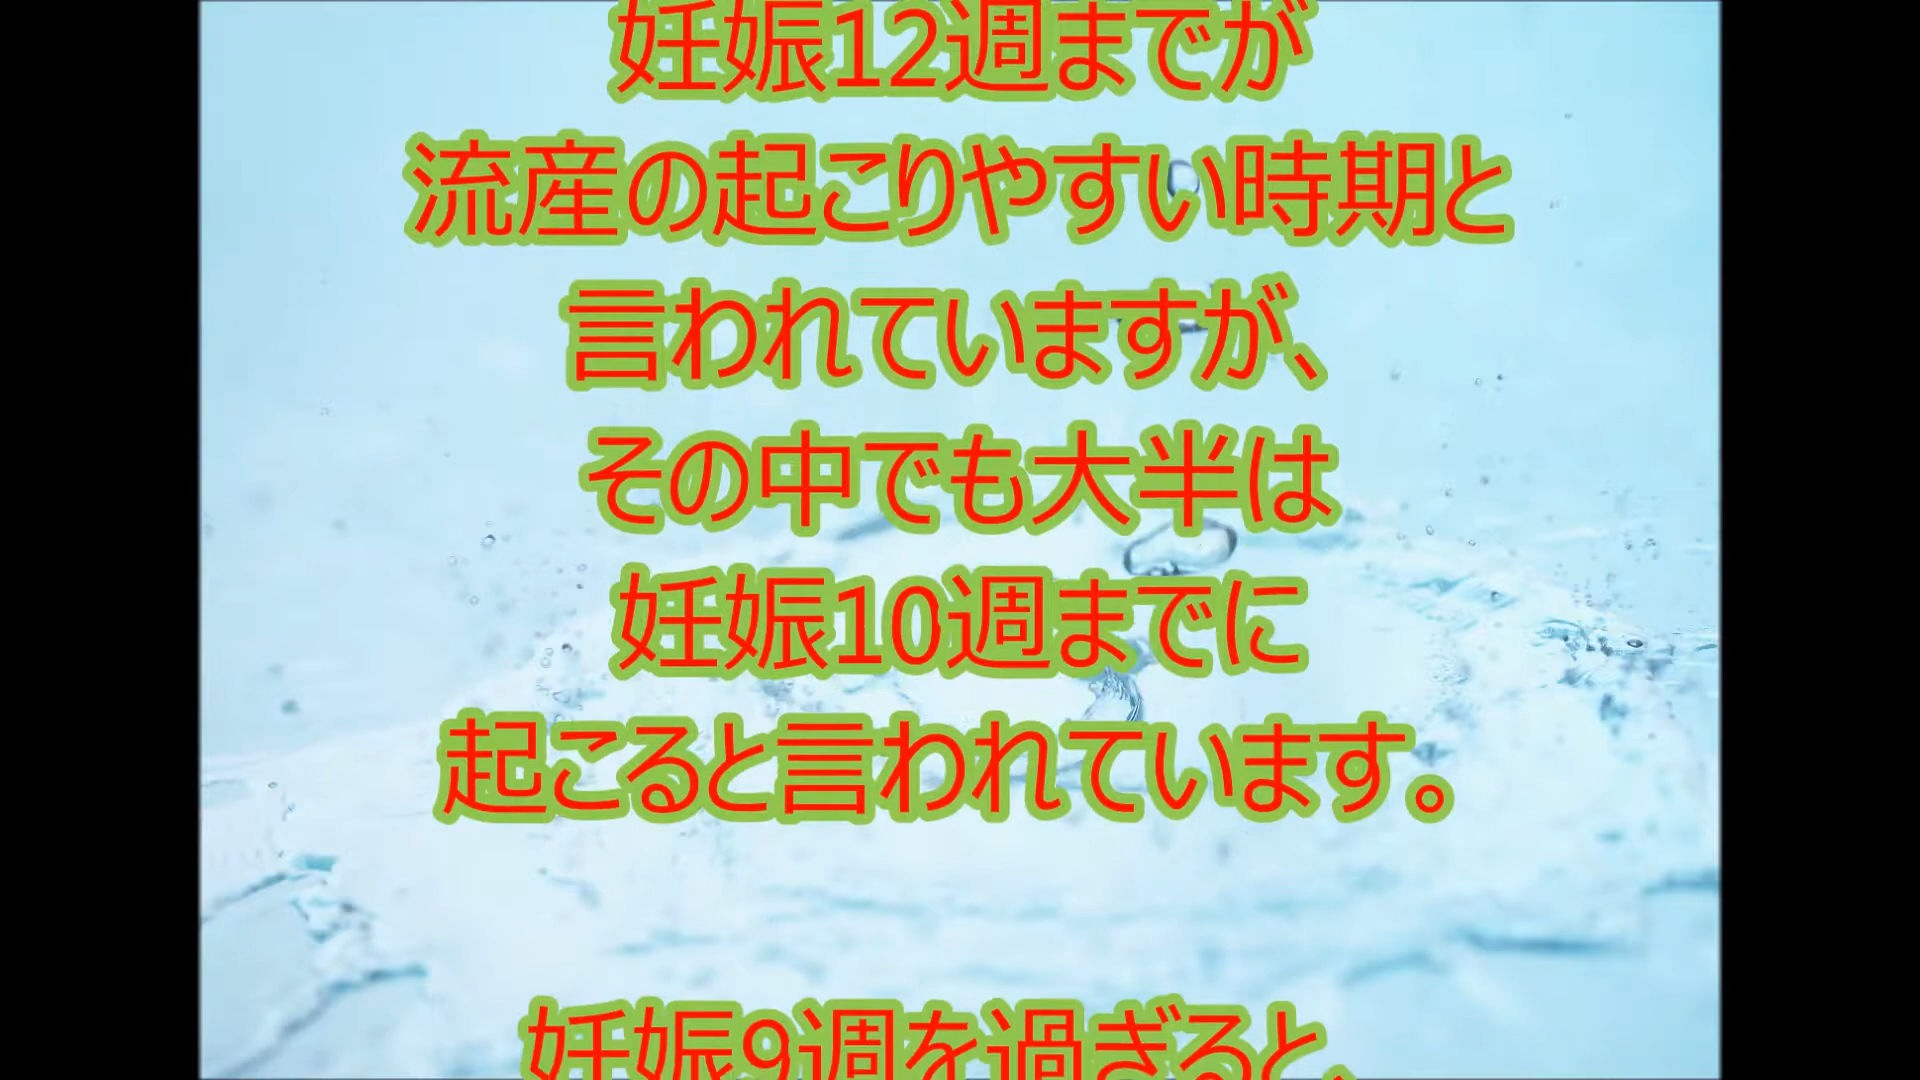 妊娠12週までが
流産の起こりやすい時期と
言われていますが、
その中でも大半は
妊娠10週までに
起こると言われています。
妊娠9週を過ぎると、